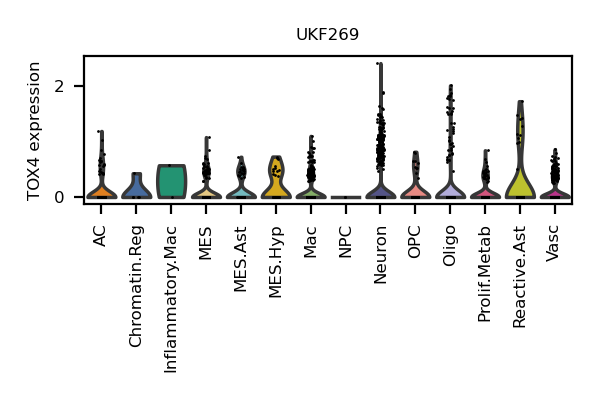 UKF269
TOX4 expression
2
0
AC
Chromatin.Reg
Inflammatory.Mac
MES
MES.Ast
MES.Hyp
Mac
NPC
Neuron
OPC
Oligo
Prolif.Metab
Reactive.Ast
Vasc